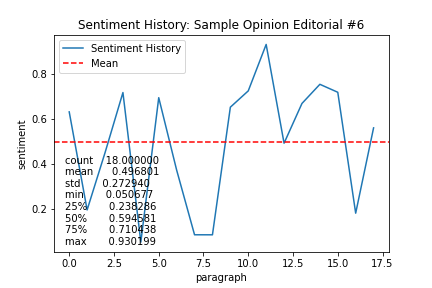 Sentiment History: Sample Opinion Editorial #6
Sentiment History
Mean
sentiment
0.8
0.6
0.4
0.2
count 18.000000
mean 0.496801
std 0.272940
min 0.050677
25% 0.238286
50% 0.594581
75% 0.710438
max 0.930199
0.0 2.5 5.0 7.5 10.0 12.5 15.0 17.5
paragraph